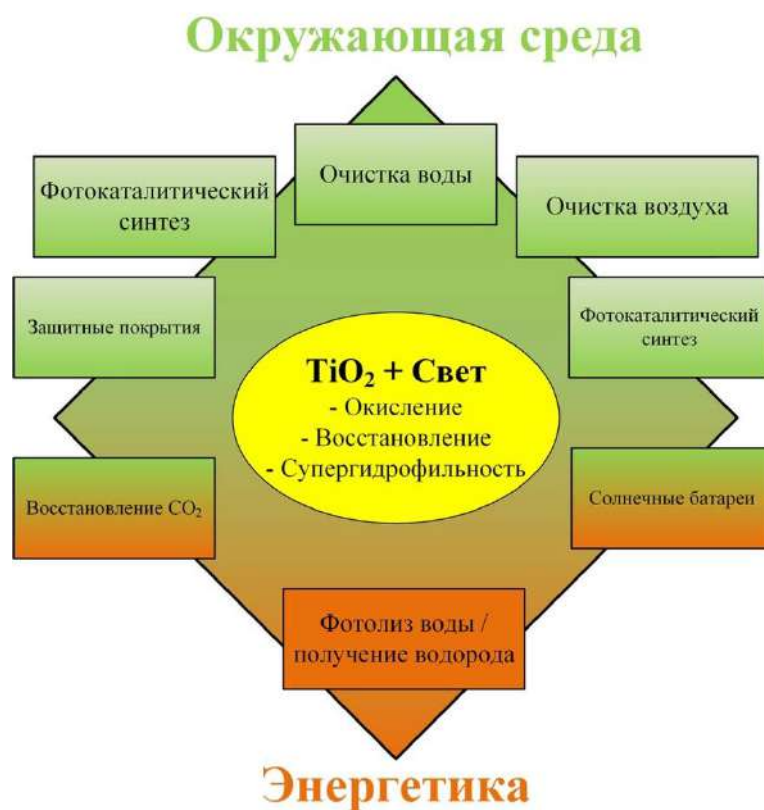 Окружающая среда
Очистка воды
Фотокаталитический
синтез
Очистка воздуха
Защитные покрытия
Фотокаталитический
синтез
TiO₂ + Свет
- Окисление
- Восстановление
- Супергидрофильность
Восстановление CO₂
Солнечные батареи
Фотолиз воды /
получение водорода
Энергетика